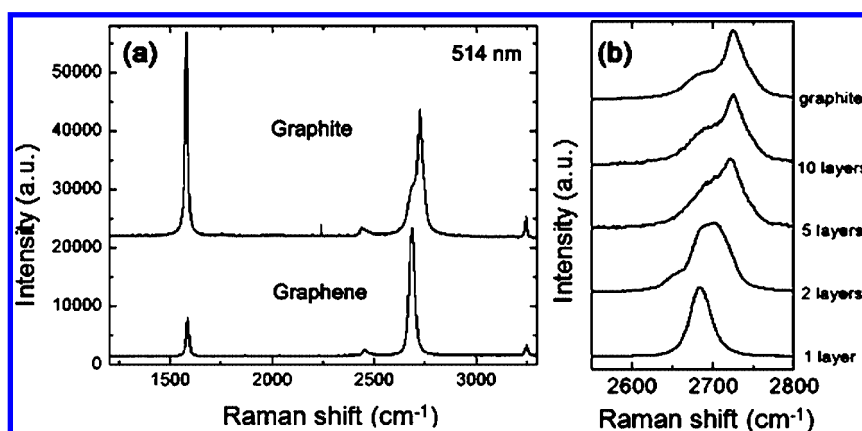 (a)
514 nm
Graphite
Graphene
50000
40000
30000
20000
10000
0
1500
2000
2500
3000
Intensity (a.u.)
Raman shift (cm-1)
(b)
graphite
10 layers
5 layers
2 layers
1 layer
2600
2700
2800
Intensity (a.u.)
Raman shift (cm-1)